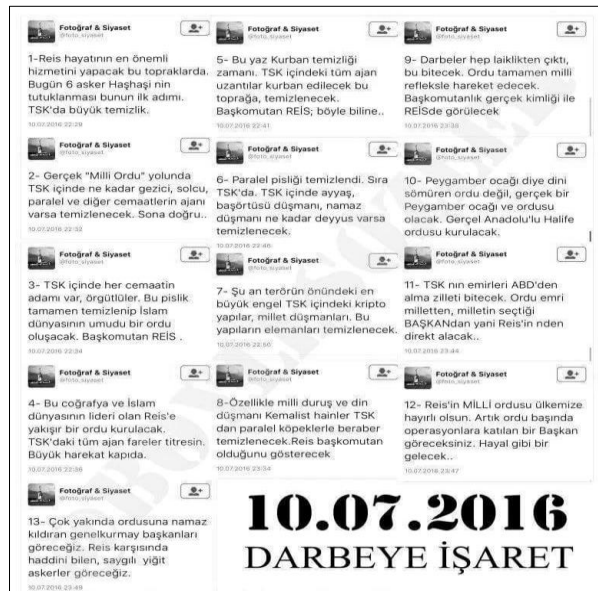 Fotoğraf & Siyaset
@foto_siyaset
1-Reis hayatının en önemli
hizmetini yapacak bu topraklarda.
Bugün 6 asker Haşhaşi nin
tutuklanması bunun ilk adımı.
TSK'da büyük temizlik.
10.07.2016 22:29
Fotoğraf & Siyaset
@foto_siyaset
2- Gerçek "Milli Ordu" yolunda
TSK içinde ne kadar gezici, solcu,
paralel ve diğer cemaatlerin ajanı
varsa temizlenecek. Sona doğru..
10.07.2016 22:32
Fotoğraf & Siyaset
@foto_siyaset
3- TSK içinde her cemaatin
adamı var, örgütlüler. Bu pislik
tamamen temizlenip İslam
dünyasının umudu bir ordu
oluşacak. Başkomutan REİS .
10.07.2016 22:34
Fotoğraf & Siyaset
@foto_siyaset
4- Bu coğrafya ve İslam
dünyasının lideri olan Reis'e
yakışır bir ordu kurulacak.
TSK'daki tüm ajan fareler titresin.
Büyük harekat kapıda.
10.07.2016 22:36
Fotoğraf & Siyaset
@foto_siyaset
13- Çok yakında ordusuna namaz
kıldıran genelkurmay başkanları
göreceğiz. Reis karşısında
haddini bilen, saygılı yiğit
askerler göreceğiz.
10.07.2016 23:49
Fotoğraf & Siyaset
@foto_siyaset
5- Bu yaz Kurban temizliği
zamanı. TSK içindeki tüm ajan
uzantılar kurban edilecek bu
toprağa, temizlenecek.
Başkomutan REİS; böyle biline..
10.07.2016 22:41
Fotoğraf & Siyaset
@foto_siyaset
6- Paralel pisliği temizlendi. Sıra
TSK'da. TSK içinde ayyaş,
başörtüsü düşmanı, namaz
düşmanı ne kadar deyyus varsa
temizlenecek.
10.07.2016 22:46
Fotoğraf & Siyaset
@foto_siyaset
7- Şu an terörün önündeki en
büyük engel TSK içindeki kripto
yapılar, millet düşmanları. Bu
yapıların elemanları temizlenecek.
10.07.2016 22:50
Fotoğraf & Siyaset
@foto_siyaset
8-Özellikle milli duruş ve din
düşmanı Kemalist hainler TSK
dan paralel köpeklerle beraber
temizlenecek.Reis başkomutan
olduğunu gösterecek
10.07.2016 23:34
Fotoğraf & Siyaset
@foto_siyaset
9- Darbeler hep laiklikten çıktı,
bu bitecek. Ordu tamamen milli
refleksle hareket edecek.
Başkomutanlık gerçek kimliği ile
REİSde görülecek
10.07.2016
Fotoğraf & Siyaset
@foto_siyaset
10- Peygamber ocağı diye dini
sömüren ordu değil, gerçek bir
Peygamber ocağı ve ordusu
olacak. Gerçel Anadolu'lu Halife
ordusu kurulacak.
Fotoğraf & Siyaset
@foto_siyaset
11- TSK nın emirleri ABD'den
alma zilleti bitecek. Ordu emri
milletten, milletin seçtiği
BAŞKANdan yani Reis'in nden
direkt alacak..
10.07.2016 23:44
Fotoğraf & Siyaset
@foto_siyaset
12- Reis'in MİLLİ ordusu ülkemize
hayırlı olsun. Artık ordu başında
operasyonlara katılan bir Başkan
göreceksiniz. Hayal gibi bir
gelecek..
10.07.2016 23:47
10.07.2016
DARBEYE İŞARET